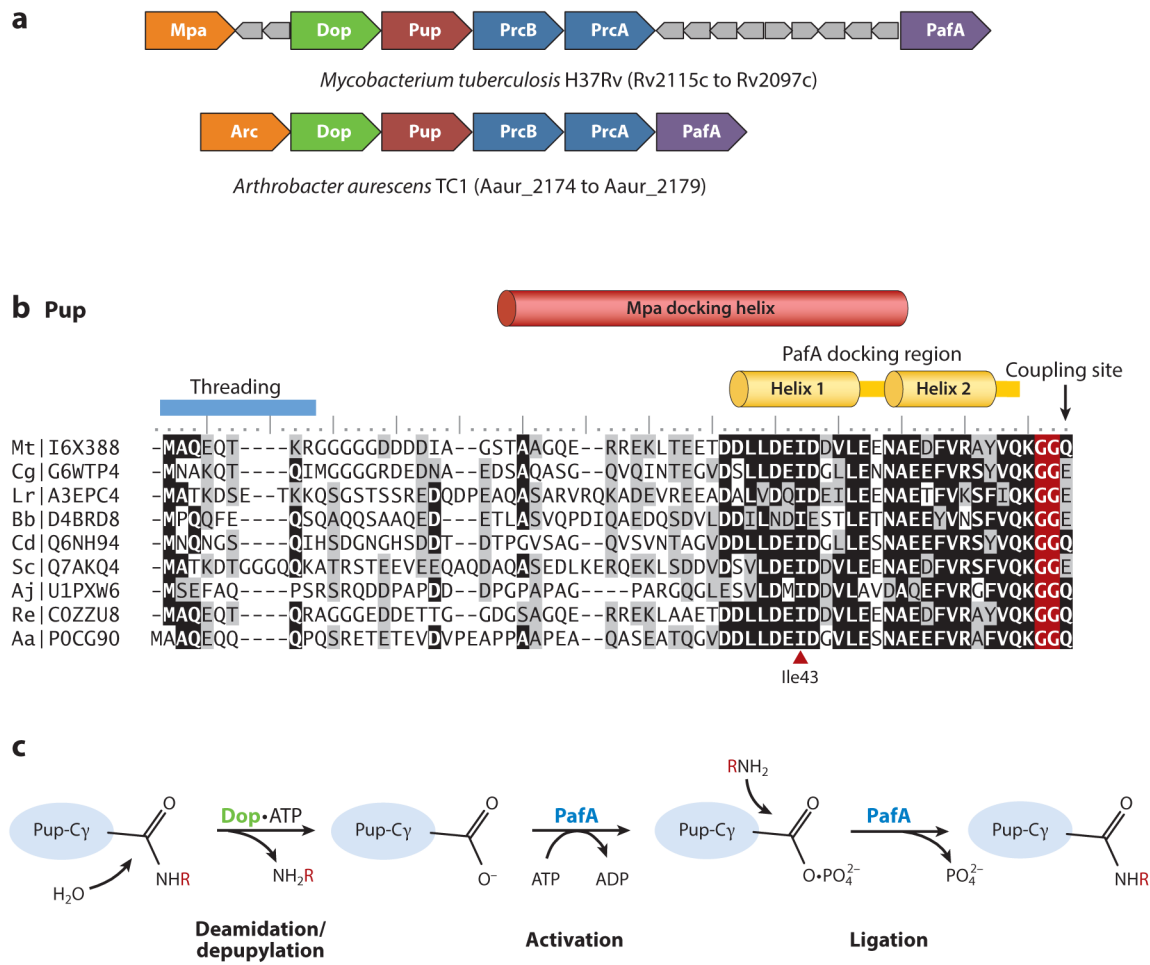 a
Mpa Dop Pup PrcB PrcA PafA
Mycobacterium tuberculosis H37Rv (Rv2115c to Rv2097c)
Arc Dop Pup PrcB PrcA PafA
Arthrobacter aurescens TC1 (Aaur_2174 to Aaur_2179)
b Pup
Mpa docking helix
PafA docking region
Coupling site
Threading
Helix 1 Helix 2
Mt|I6X388 -MAQEQT----KRGGGGGDDDDIA--GSTAAGQE--RREKLTEETDDLLDEIDDVLEENAEDFVRAYVQKGGQ
Cg|G6WTP4 -MNAKQT----QIMGGGGRDEDNA--EDSAQASG--QVQINTEGVDSLLDEIDGLLENNAEEFVRSYVQKGGE
Lr|A3EPC4 -MATKDSE--TKKQSGSTSSREDQDPEAQASARVRQKADEVREEADALVDQIDEILEENAETFVKSFIQKGGE
Bb|D4BRD8 -MPQQFE----QSQAQQSAAQED--ETLASVQPDIQAEDQSDVLDDILNDIESTLETNAEEYVNSFVQKGGE
Cd|Q6NH94 -MNQNGS----QIHSDGNGHSDDT--DTPGVSAG--QVSVNTAGVDDLLDEIDGLLESNAEEFVRSYVQKGGQ
Sc|Q7AKQ4 -MATKDTGGGQQKATRSTEEVEEQAQDAQASEDLKERQEKLSDDVDSVLDEIDDVLEENAEDFVRSFVQKGGE
Aj|U1PXW6 -MSEFAQ----PSRSRQDDPAPDD--DPGPAPAG----PARGQQLESVLDMIDDVLAVDAQEFVRGFVQKGGQ
Re|C0ZZU8 -MAQEQT----QRAGGGEDDETTG--GDGSAGQE--RREKLAAETDDLLDEIDDVLEENAEDFVRAYVQKGGQ
Aa|P0CG90 MAAQEQQ----QPQSRETETEVDVPEAPPAAPEA--QASEATQGVDDLLDEIDGVLESNAEEFVRAFVQKGGQ
Ile43
c
RNH2
O O O O
Pup-Cγ Dop•ATP Pup-Cγ PafA Pup-Cγ PafA Pup-Cγ
H2O NHR NH2R O− ATP ADP O•PO4 2− PO4 2− NHR
Deamidation/
depupylation
Activation
Ligation